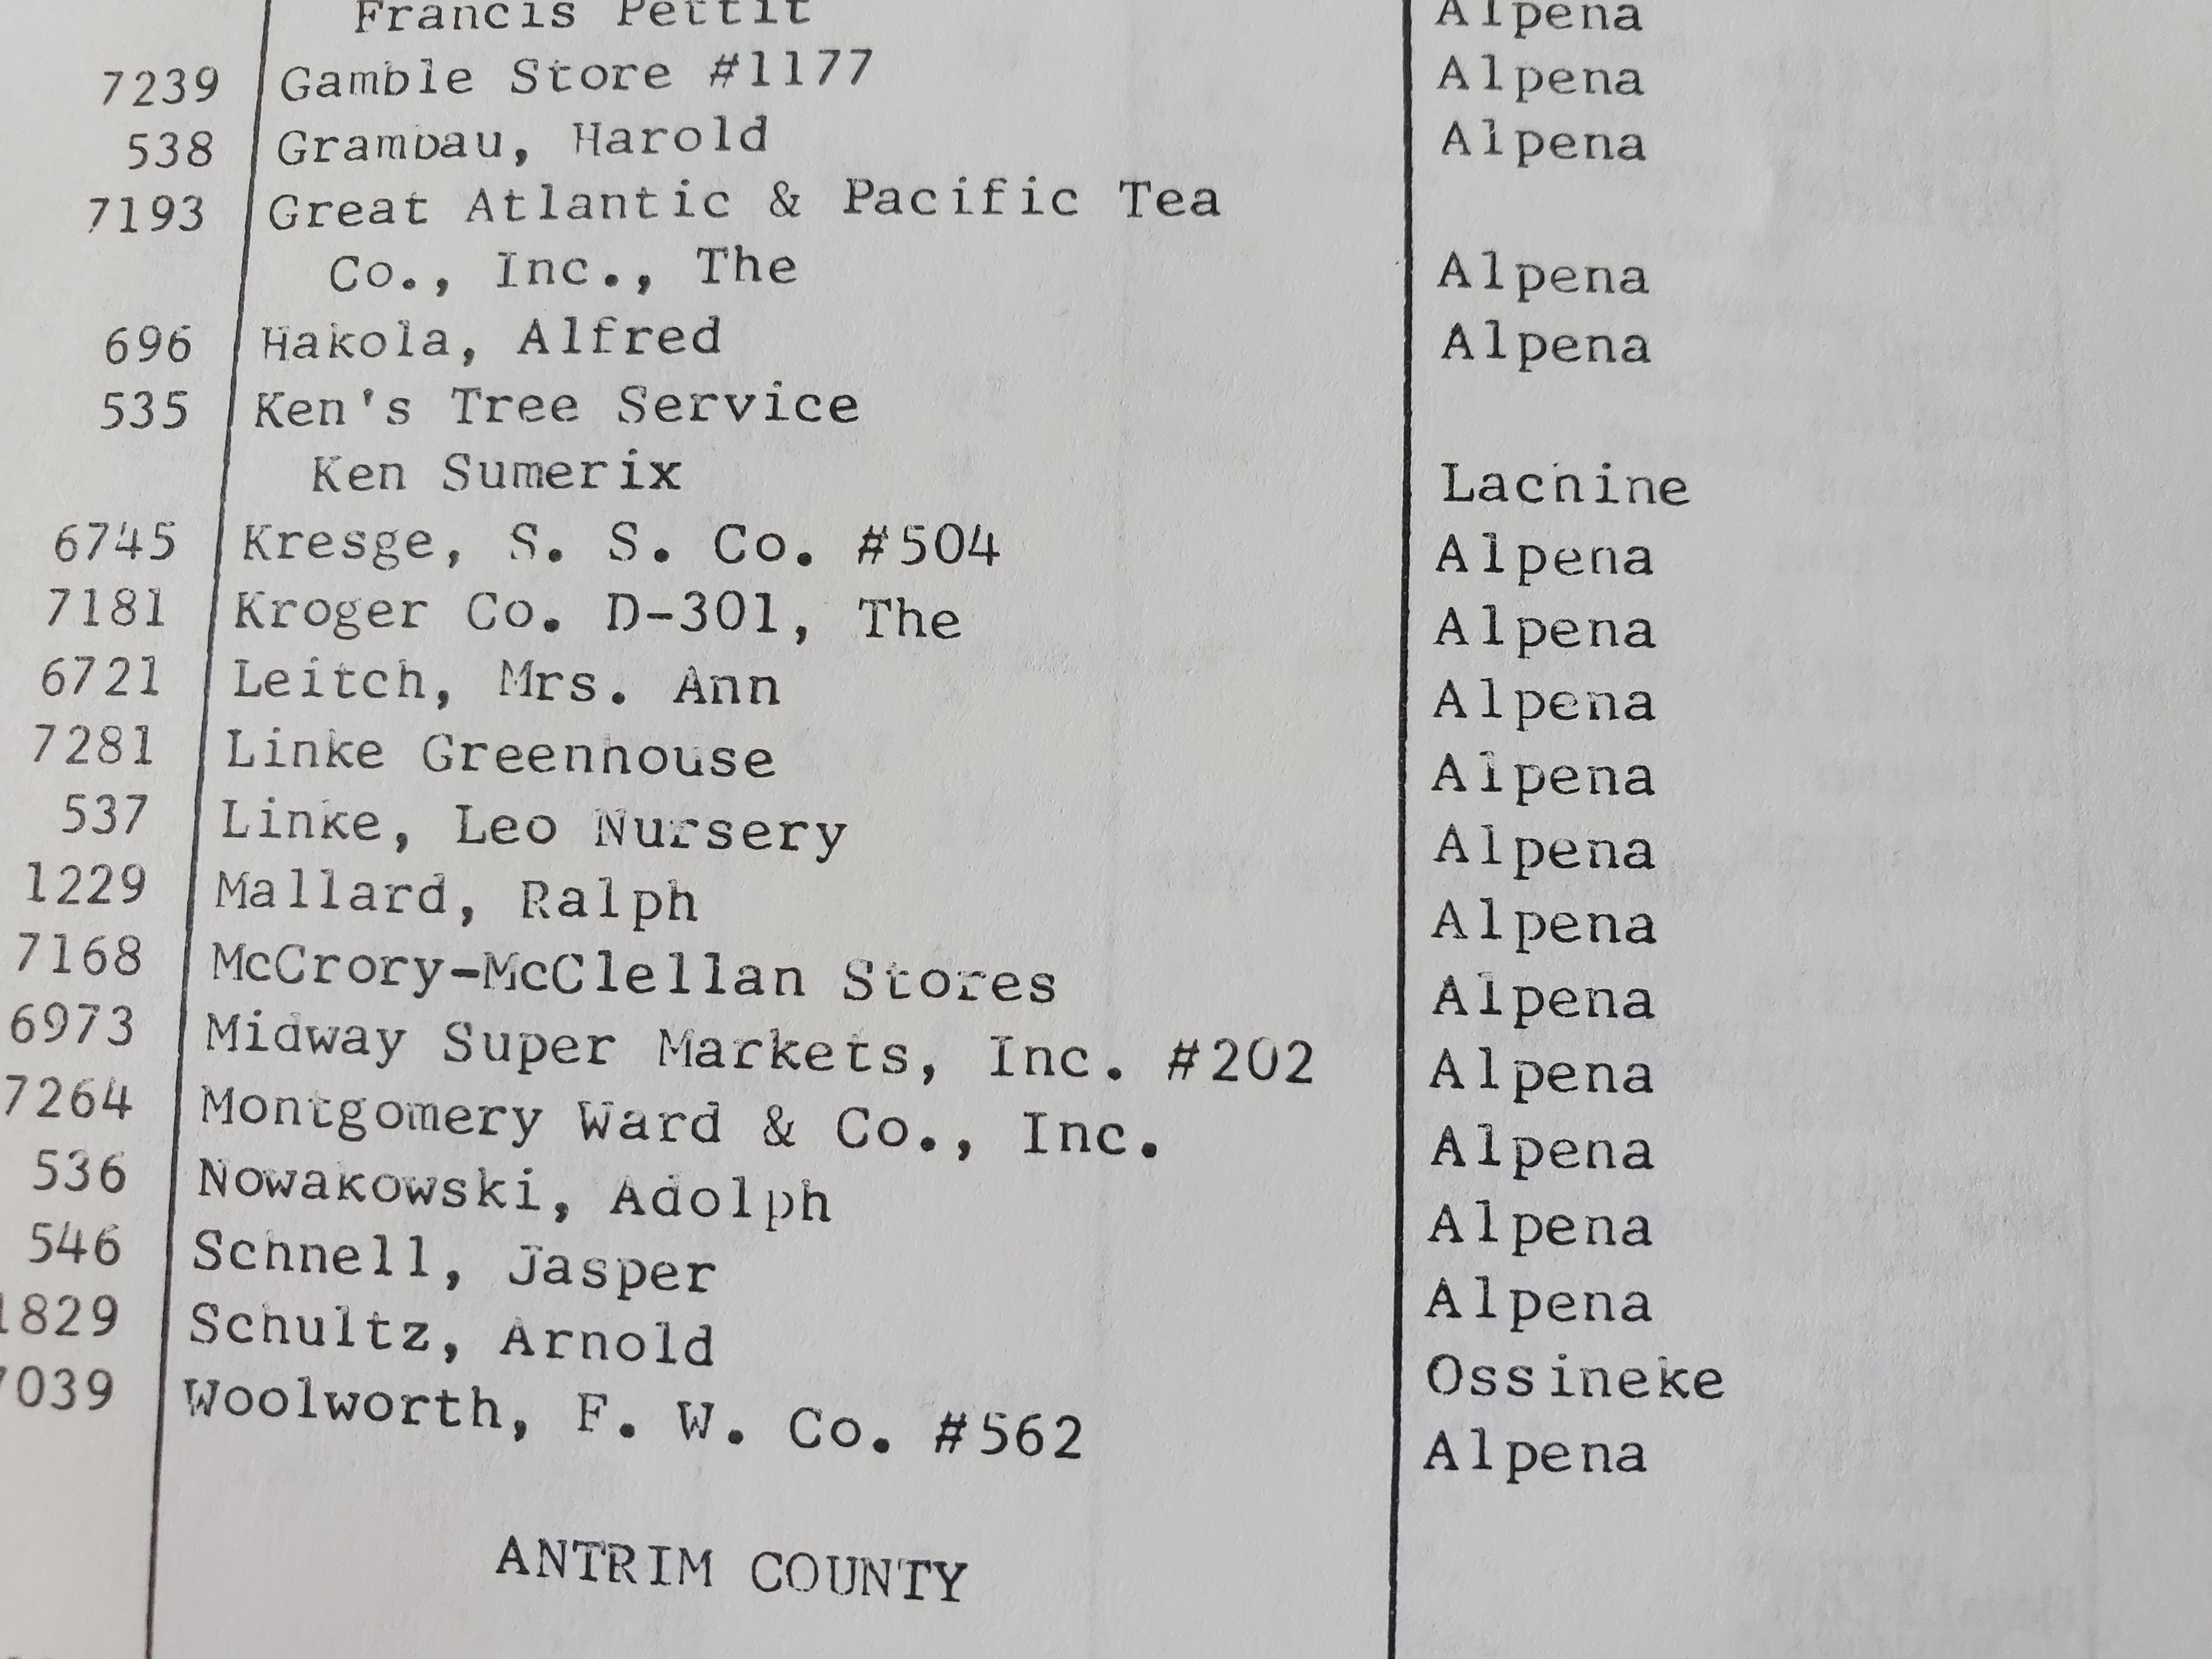 Francis Pettit Alpena
7239 Gamble Store #1177 Alpena
538 Grambau, Harold Alpena
7193 Great Atlantic & Pacific Tea
Co., Inc., The Alpena
696 Hakola, Alfred Alpena
535 Ken's Tree Service
Ken Sumerix Lachine
6745 Kresge, S. S. Co. #504 Alpena
7181 Kroger Co. D-301, The Alpena
6721 Leitch, Mrs. Ann Alpena
7281 Linke Greenhouse Alpena
537 Linke, Leo Nursery Alpena
1229 Mallard, Ralph Alpena
7168 McCrory-McClellan Stores Alpena
6973 Midway Super Markets, Inc. #202 Alpena
7264 Montgomery Ward & Co., Inc. Alpena
536 Nowakowski, Adolph Alpena
546 Schnell, Jasper Alpena
1829 Schultz, Arnold Ossineke
7039 Woolworth, F. W. Co. #562 Alpena
ANTRIM COUNTY